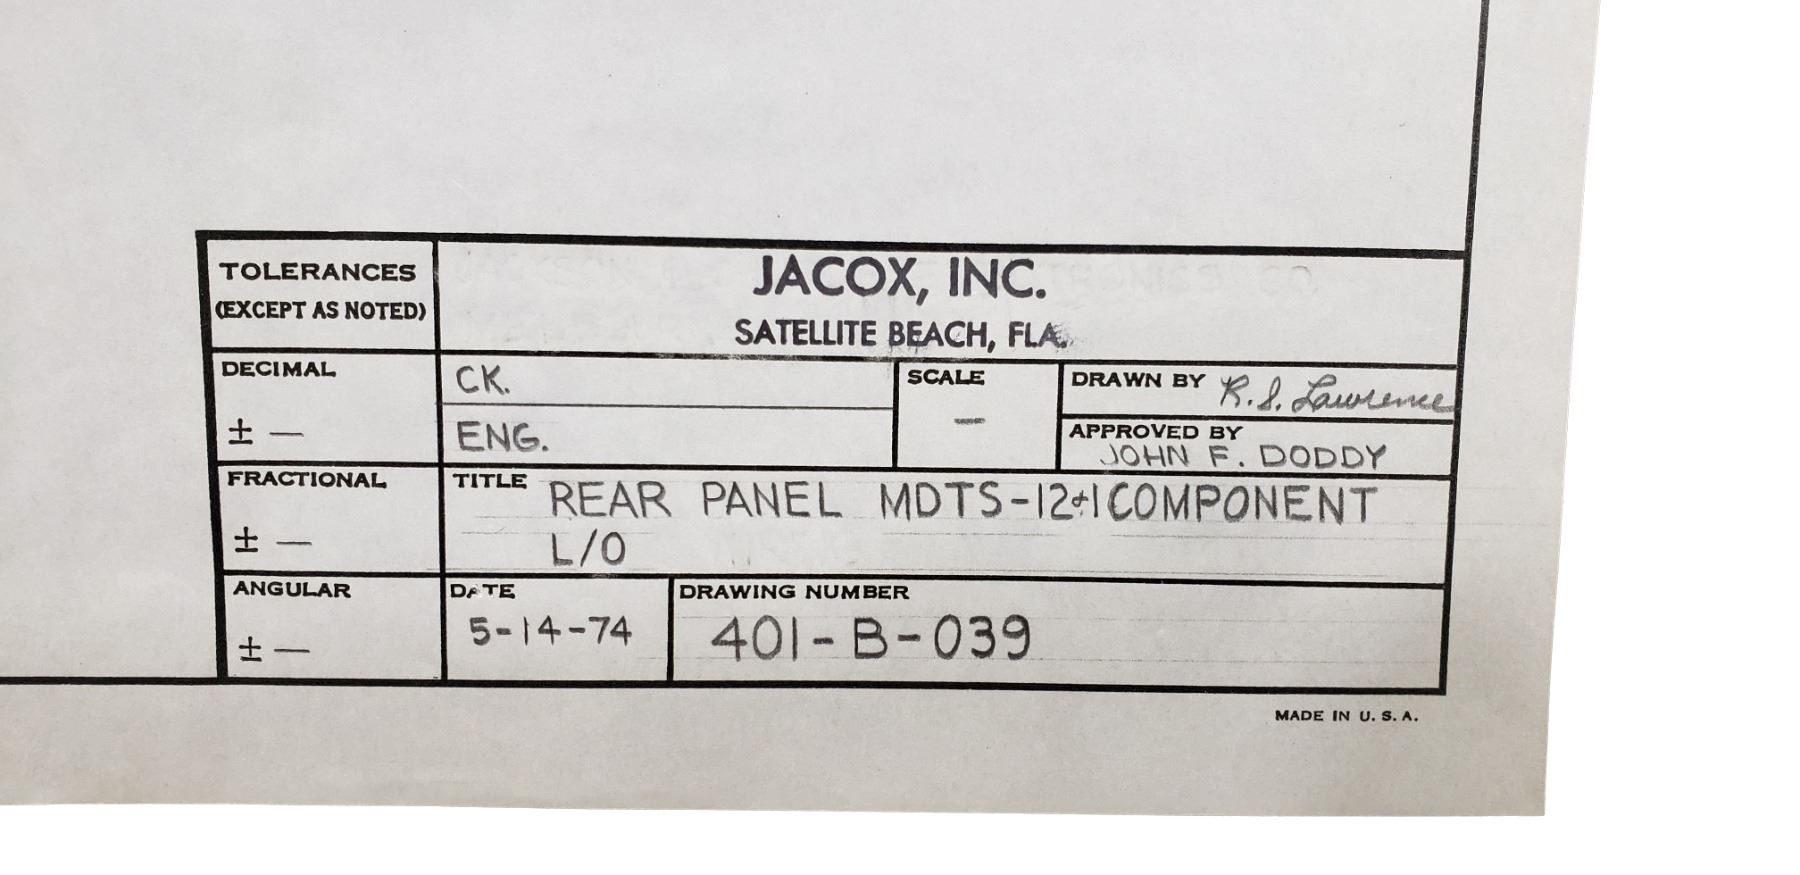 TOLERANCES
(EXCEPT AS NOTED)
JACOX, INC.
SATELLITE BEACH, FLA.
DECIMAL
± —
CK.
ENG.
SCALE
—
DRAWN BY R. S. Lawrence
APPROVED BY
JOHN F. DODDY
FRACTIONAL
± —
TITLE REAR PANEL MDTS-12&1 COMPONENT
L/O
ANGULAR
± —
DATE
5-14-74
DRAWING NUMBER
401-B-039
MADE IN U. S. A.